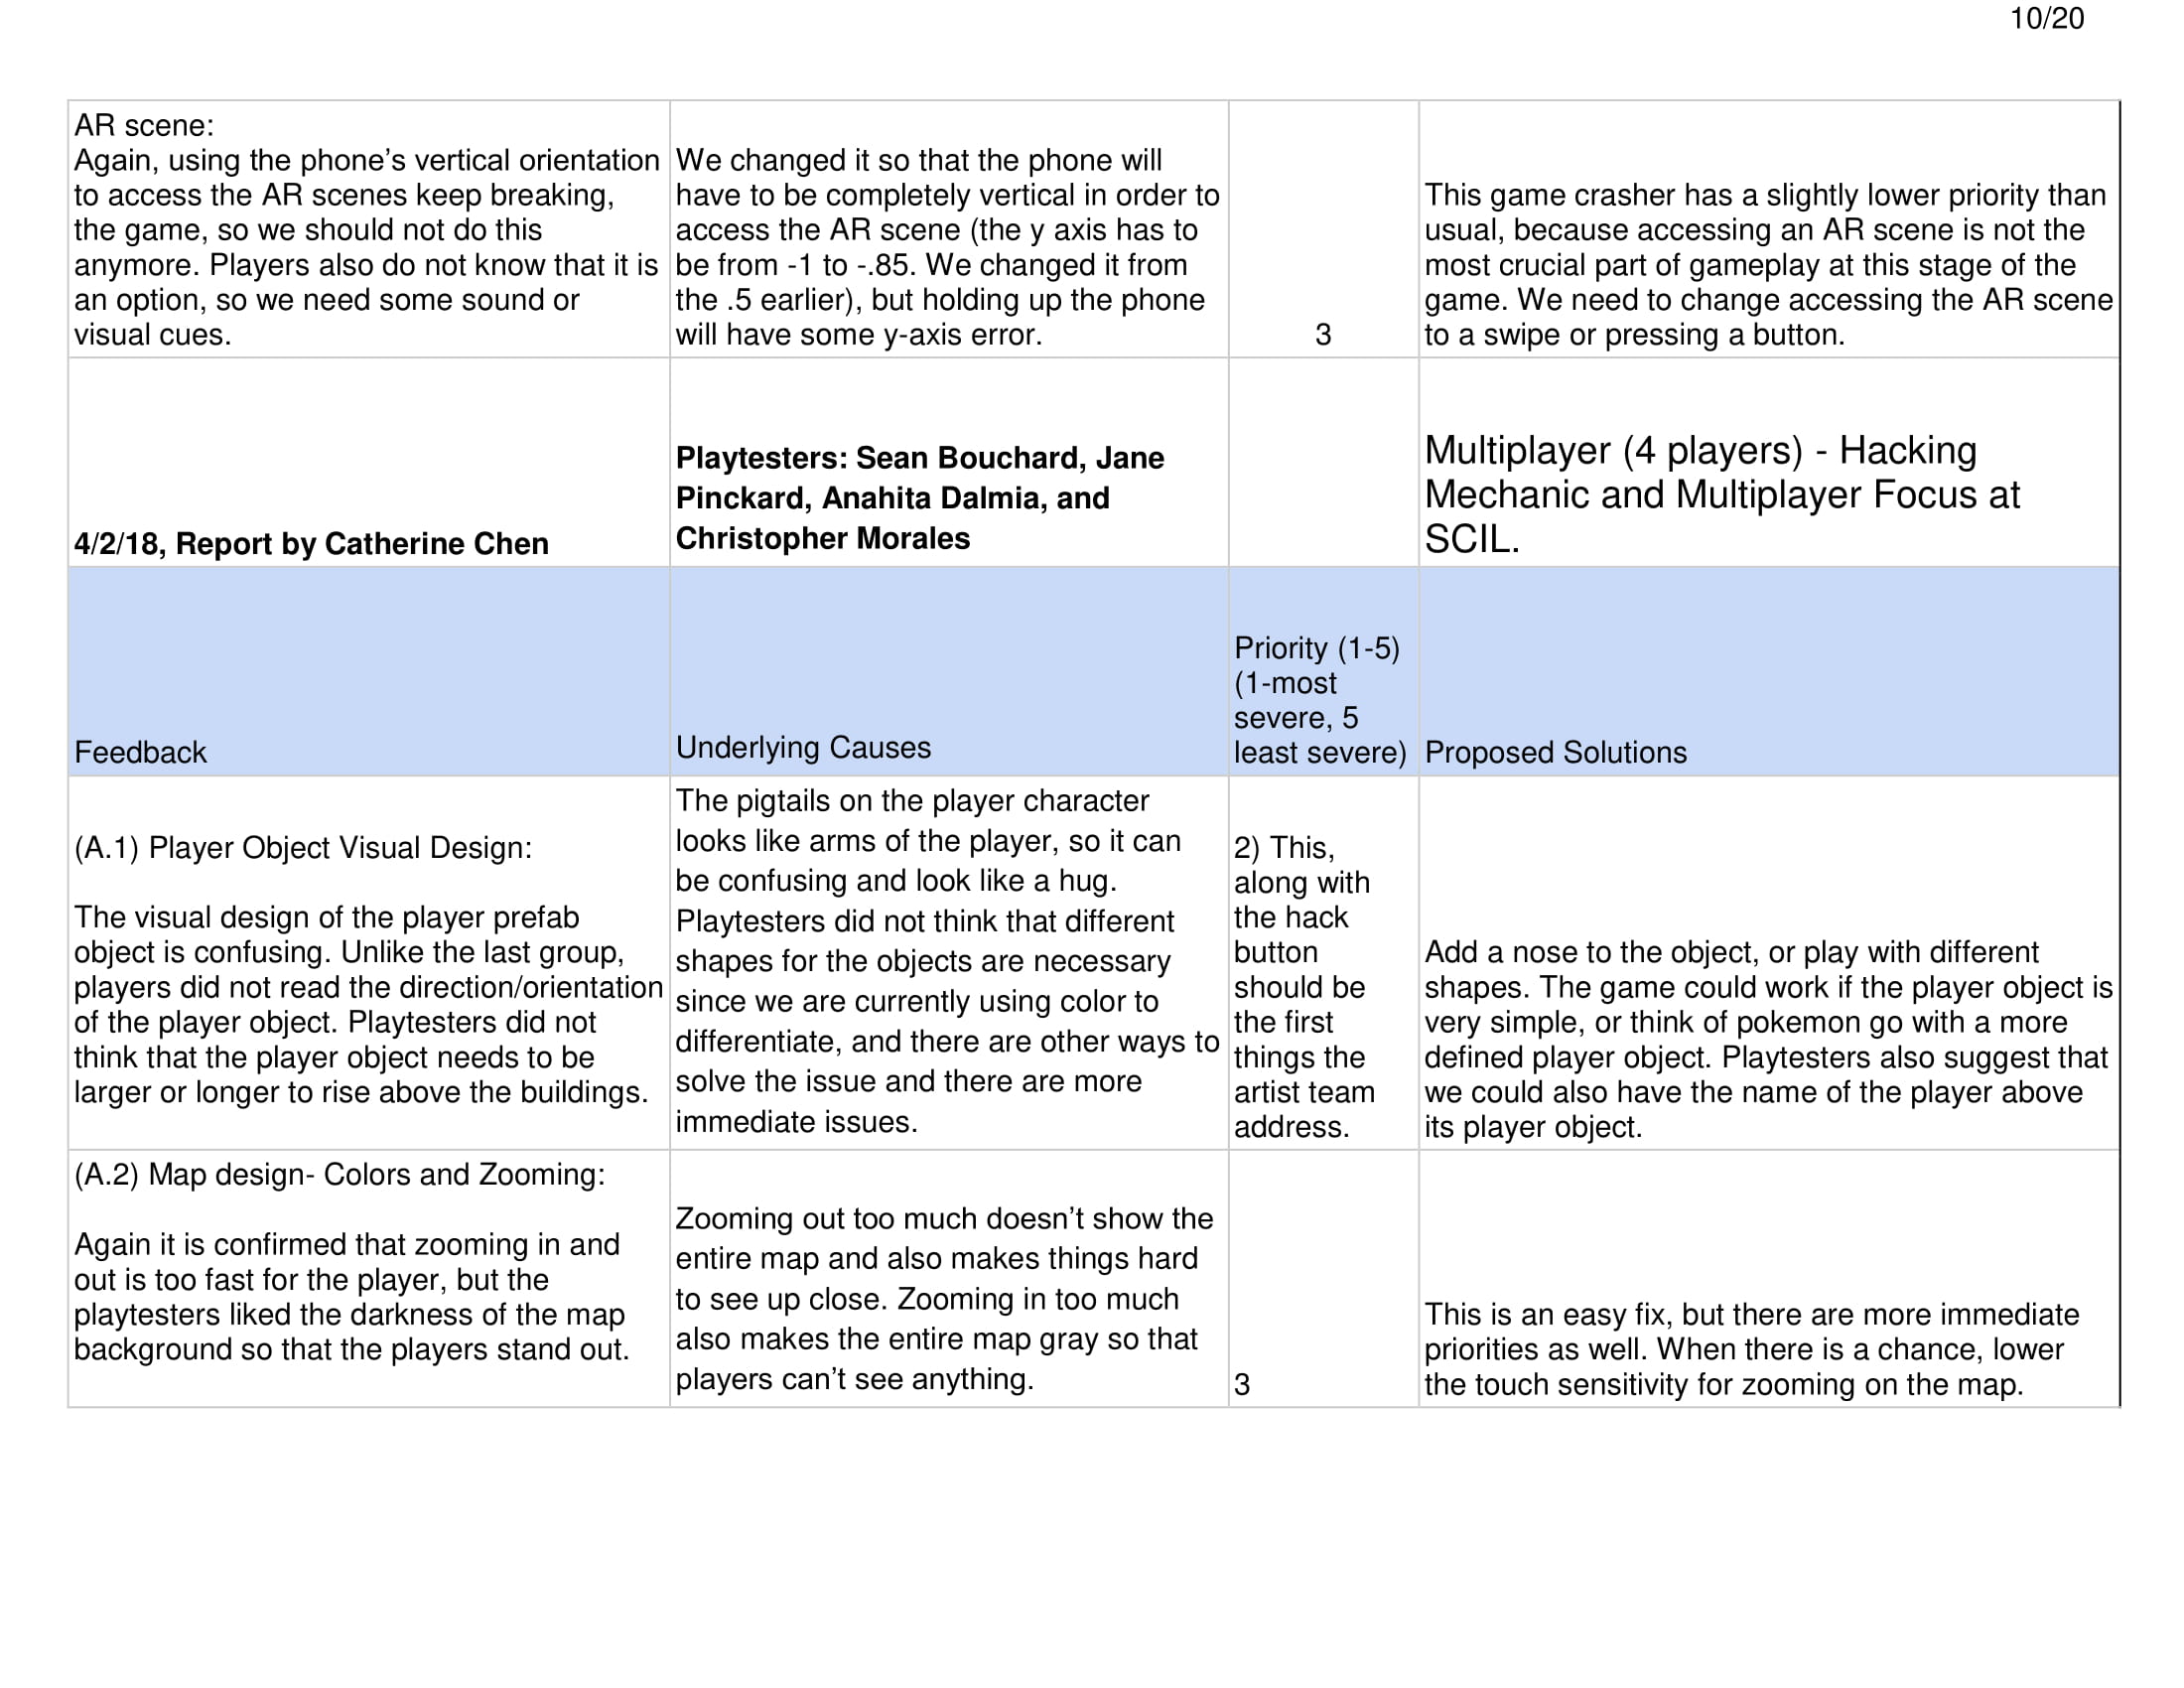 10/20
AR scene:
Again, using the phone’s vertical orientation
to access the AR scenes keep breaking,
the game, so we should not do this
anymore. Players also do not know that it is
an option, so we need some sound or
visual cues.
We changed it so that the phone will
have to be completely vertical in order to
access the AR scene (the y axis has to
be from -1 to -.85. We changed it from
the .5 earlier), but holding up the phone
will have some y-axis error.
3
This game crasher has a slightly lower priority than
usual, because accessing an AR scene is not the
most crucial part of gameplay at this stage of the
game. We need to change accessing the AR scene
to a swipe or pressing a button.
4/2/18, Report by Catherine Chen
Playtesters: Sean Bouchard, Jane
Pinckard, Anahita Dalmia, and
Christopher Morales
Multiplayer (4 players) - Hacking
Mechanic and Multiplayer Focus at
SCIL.
Feedback
Underlying Causes
Priority (1-5)
(1-most
severe, 5
least severe)
Proposed Solutions
(A.1) Player Object Visual Design:
The visual design of the player prefab
object is confusing. Unlike the last group,
players did not read the direction/orientation
of the player object. Playtesters did not
think that the player object needs to be
larger or longer to rise above the buildings.
The pigtails on the player character
looks like arms of the player, so it can
be confusing and look like a hug.
Playtesters did not think that different
shapes for the objects are necessary
since we are currently using color to
differentiate, and there are other ways to
solve the issue and there are more
immediate issues.
2) This,
along with
the hack
button
should be
the first
things the
artist team
address.
Add a nose to the object, or play with different
shapes. The game could work if the player object is
very simple, or think of pokemon go with a more
defined player object. Playtesters also suggest that
we could also have the name of the player above
its player object.
(A.2) Map design- Colors and Zooming:
Again it is confirmed that zooming in and
out is too fast for the player, but the
playtesters liked the darkness of the map
background so that the players stand out.
Zooming out too much doesn’t show the
entire map and also makes things hard
to see up close. Zooming in too much
also makes the entire map gray so that
players can’t see anything.
3
This is an easy fix, but there are more immediate
priorities as well. When there is a chance, lower
the touch sensitivity for zooming on the map.